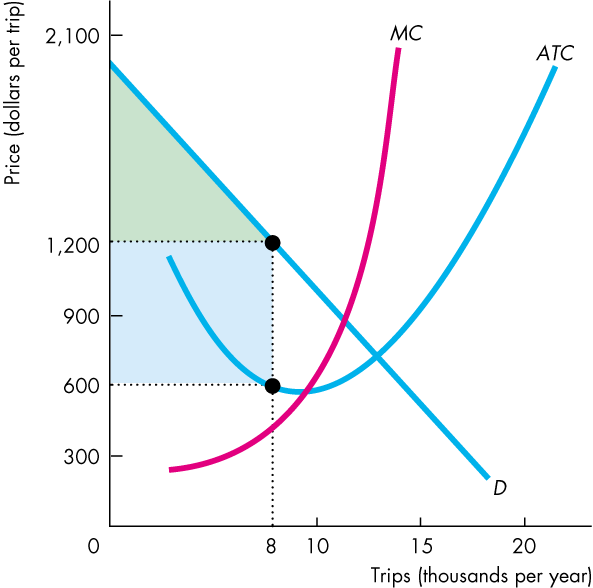 Price (dollars per trip)
2,100
1,200
900
600
300
0
MC
ATC
D
8
10
15
20
Trips (thousands per year)